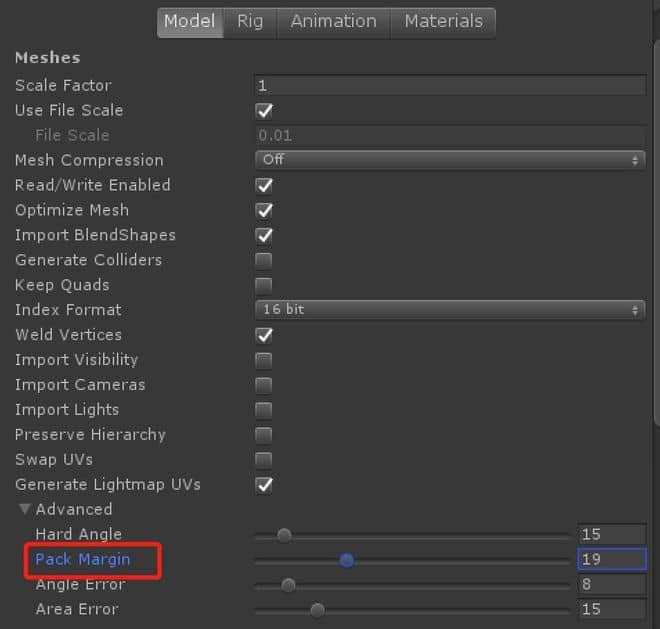 Model Rig Animation Materials
Meshes
Scale Factor 1
Use File Scale
File Scale 0.01
Mesh Compression Off
Read/Write Enabled
Optimize Mesh
Import BlendShapes
Generate Colliders
Keep Quads
Index Format 16 bit
Weld Vertices
Import Visibility
Import Cameras
Import Lights
Preserve Hierarchy
Swap UVs
Generate Lightmap UVs
Advanced
Hard Angle 15
Pack Margin 19
Angle Error 8
Area Error 15